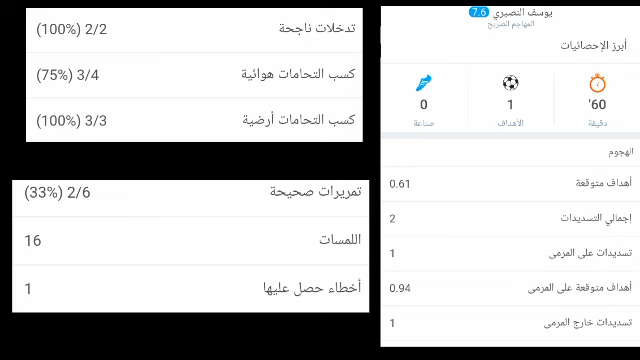 يوسف النصيري 7.6
المهاجم الصريح
أبرز الإحصائيات
60' 1 0
دقيقة الأهداف صناعة
الهجوم
أهداف متوقعة 0.61
إجمالي التسديدات 2
تسديدات على المرمى 1
أهداف متوقعة على المرمى 0.94
تسديدات خارج المرمى 1
تدخلات ناجحة 2/2 (100%)
كسب التحامات هوائية 3/4 (75%)
كسب التحامات أرضية 3/3 (100%)
تمريرات صحيحة 2/6 (33%)
اللمسات 16
أخطاء حصل عليها 1